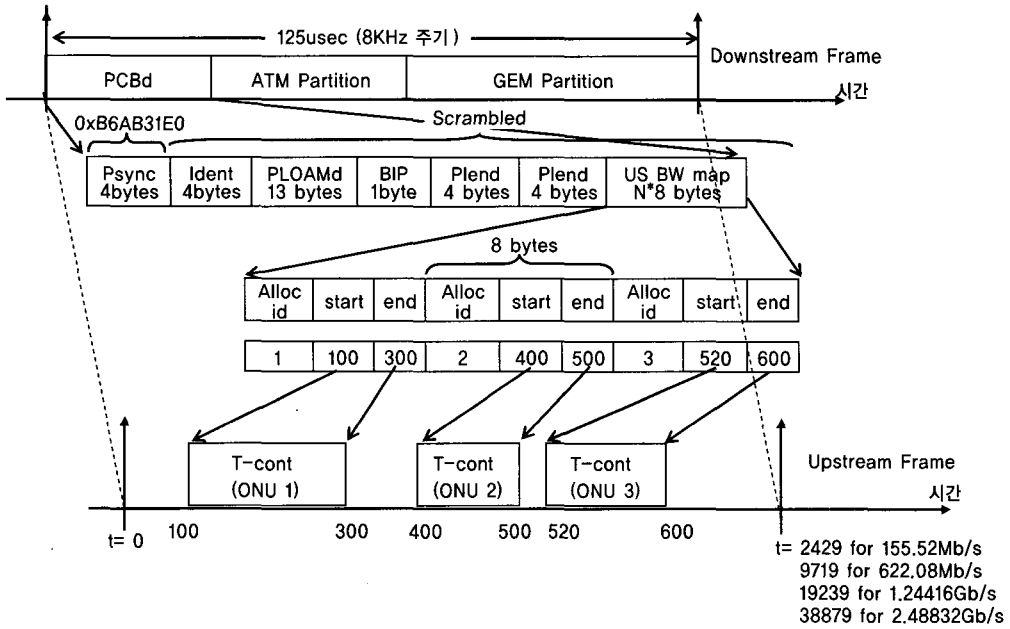 125usec (8KHz 주기)
Downstream Frame
PCBd ATM Partition GEM Partition
시간
0xB6AB31E0 Scrambled
Psync 4bytes
Ident 4bytes
PLOAMd 13 bytes
BIP 1byte
Plend 4 bytes
Plend 4 bytes
US BW map N*8 bytes
8 bytes
Alloc id start end Alloc id start end Alloc id start end
1 100 300 2 400 500 3 520 600
T-cont (ONU 1)
T-cont (ONU 2)
T-cont (ONU 3)
Upstream Frame
시간
t= 0 100 300 400 500 520 600
t= 2429 for 155.52Mb/s
9719 for 622.08Mb/s
19239 for 1.24416Gb/s
38879 for 2.48832Gb/s